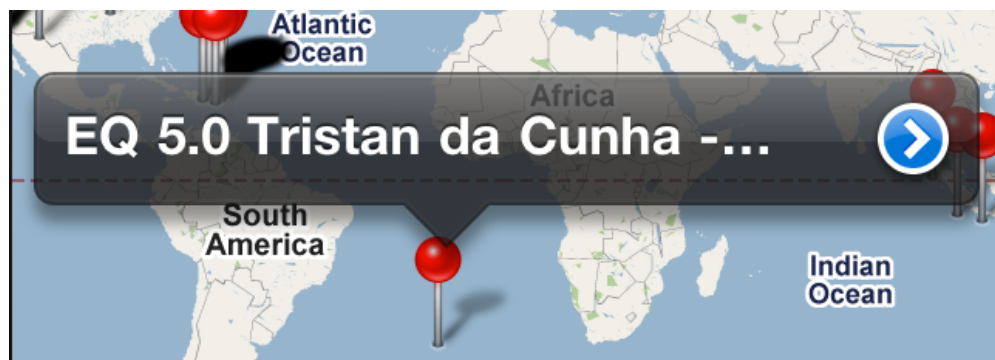 Atlantic
Ocean
Africa
EQ 5.0 Tristan da Cunha -...
South
America
Indian
Ocean